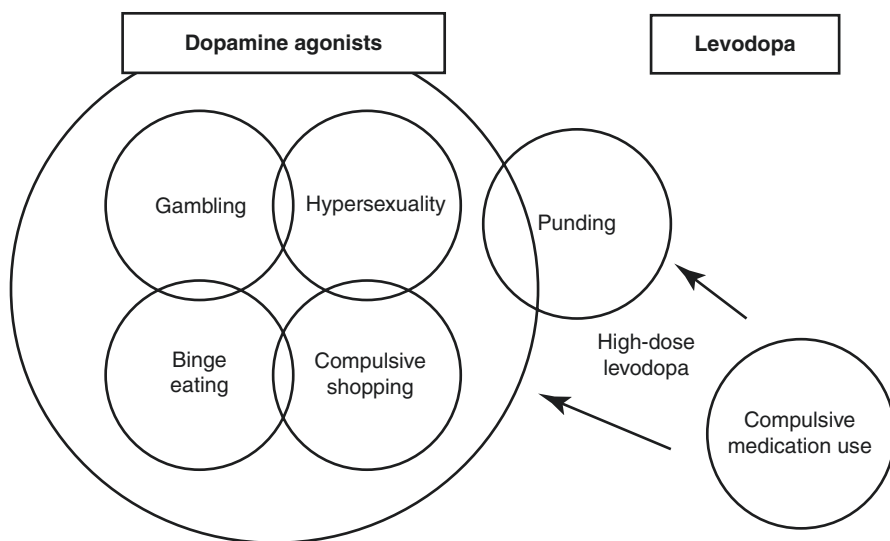 Dopamine agonists
Levodopa
Gambling
Hypersexuality
Punding
Binge
eating
Compulsive
shopping
High-dose
levodopa
Compulsive
medication use